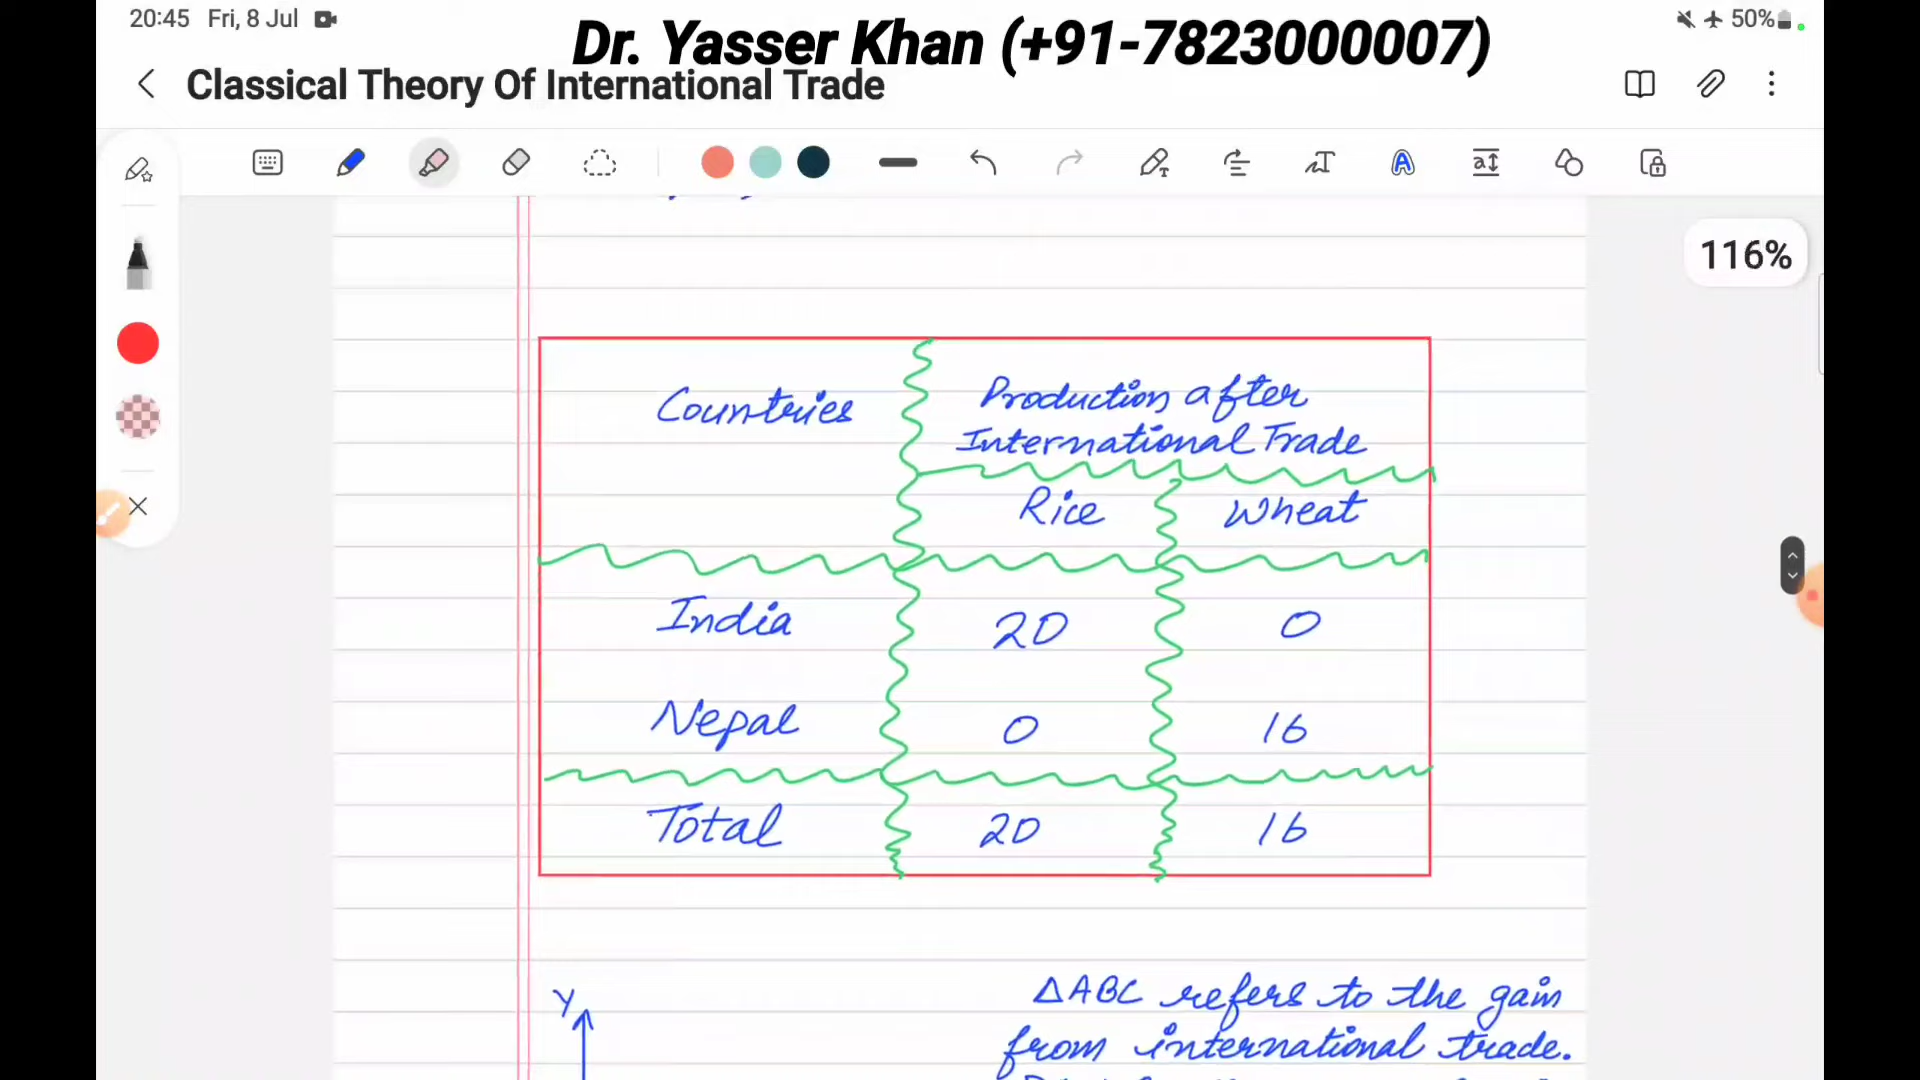 20:45 Fri, 8 Jul
50%
Dr. Yasser Khan (+91-7823000007)
Classical Theory Of International Trade
116%
Countries
Production after
International Trade
Rice Wheat
India 20 0
Nepal 0 16
Total 20 16
Y
△ABC refers to the gain
from international trade.